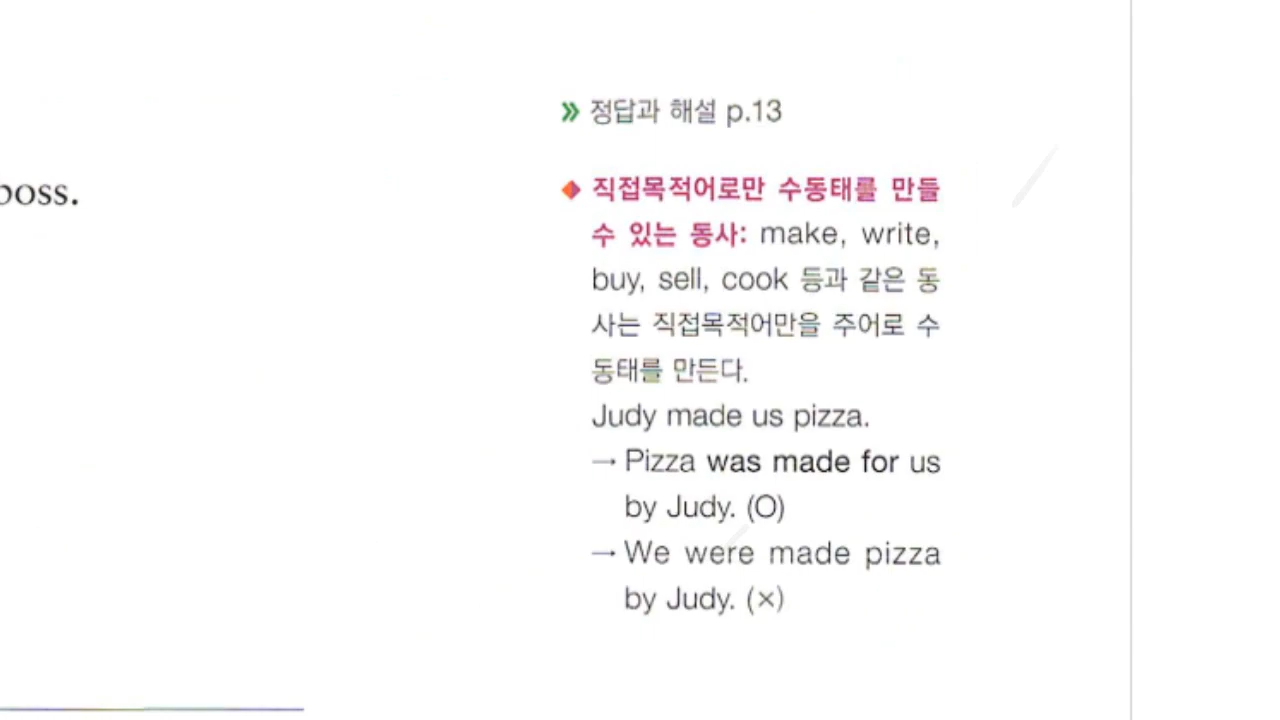 » 정답과 해설 p.13
boss.
◆ 직접목적어로만 수동태를 만들
수 있는 동사: make, write,
buy, sell, cook 등과 같은 동
사는 직접목적어만을 주어로 수
동태를 만든다.
Judy made us pizza.
→ Pizza was made for us
by Judy. (O)
→ We were made pizza
by Judy. (×)